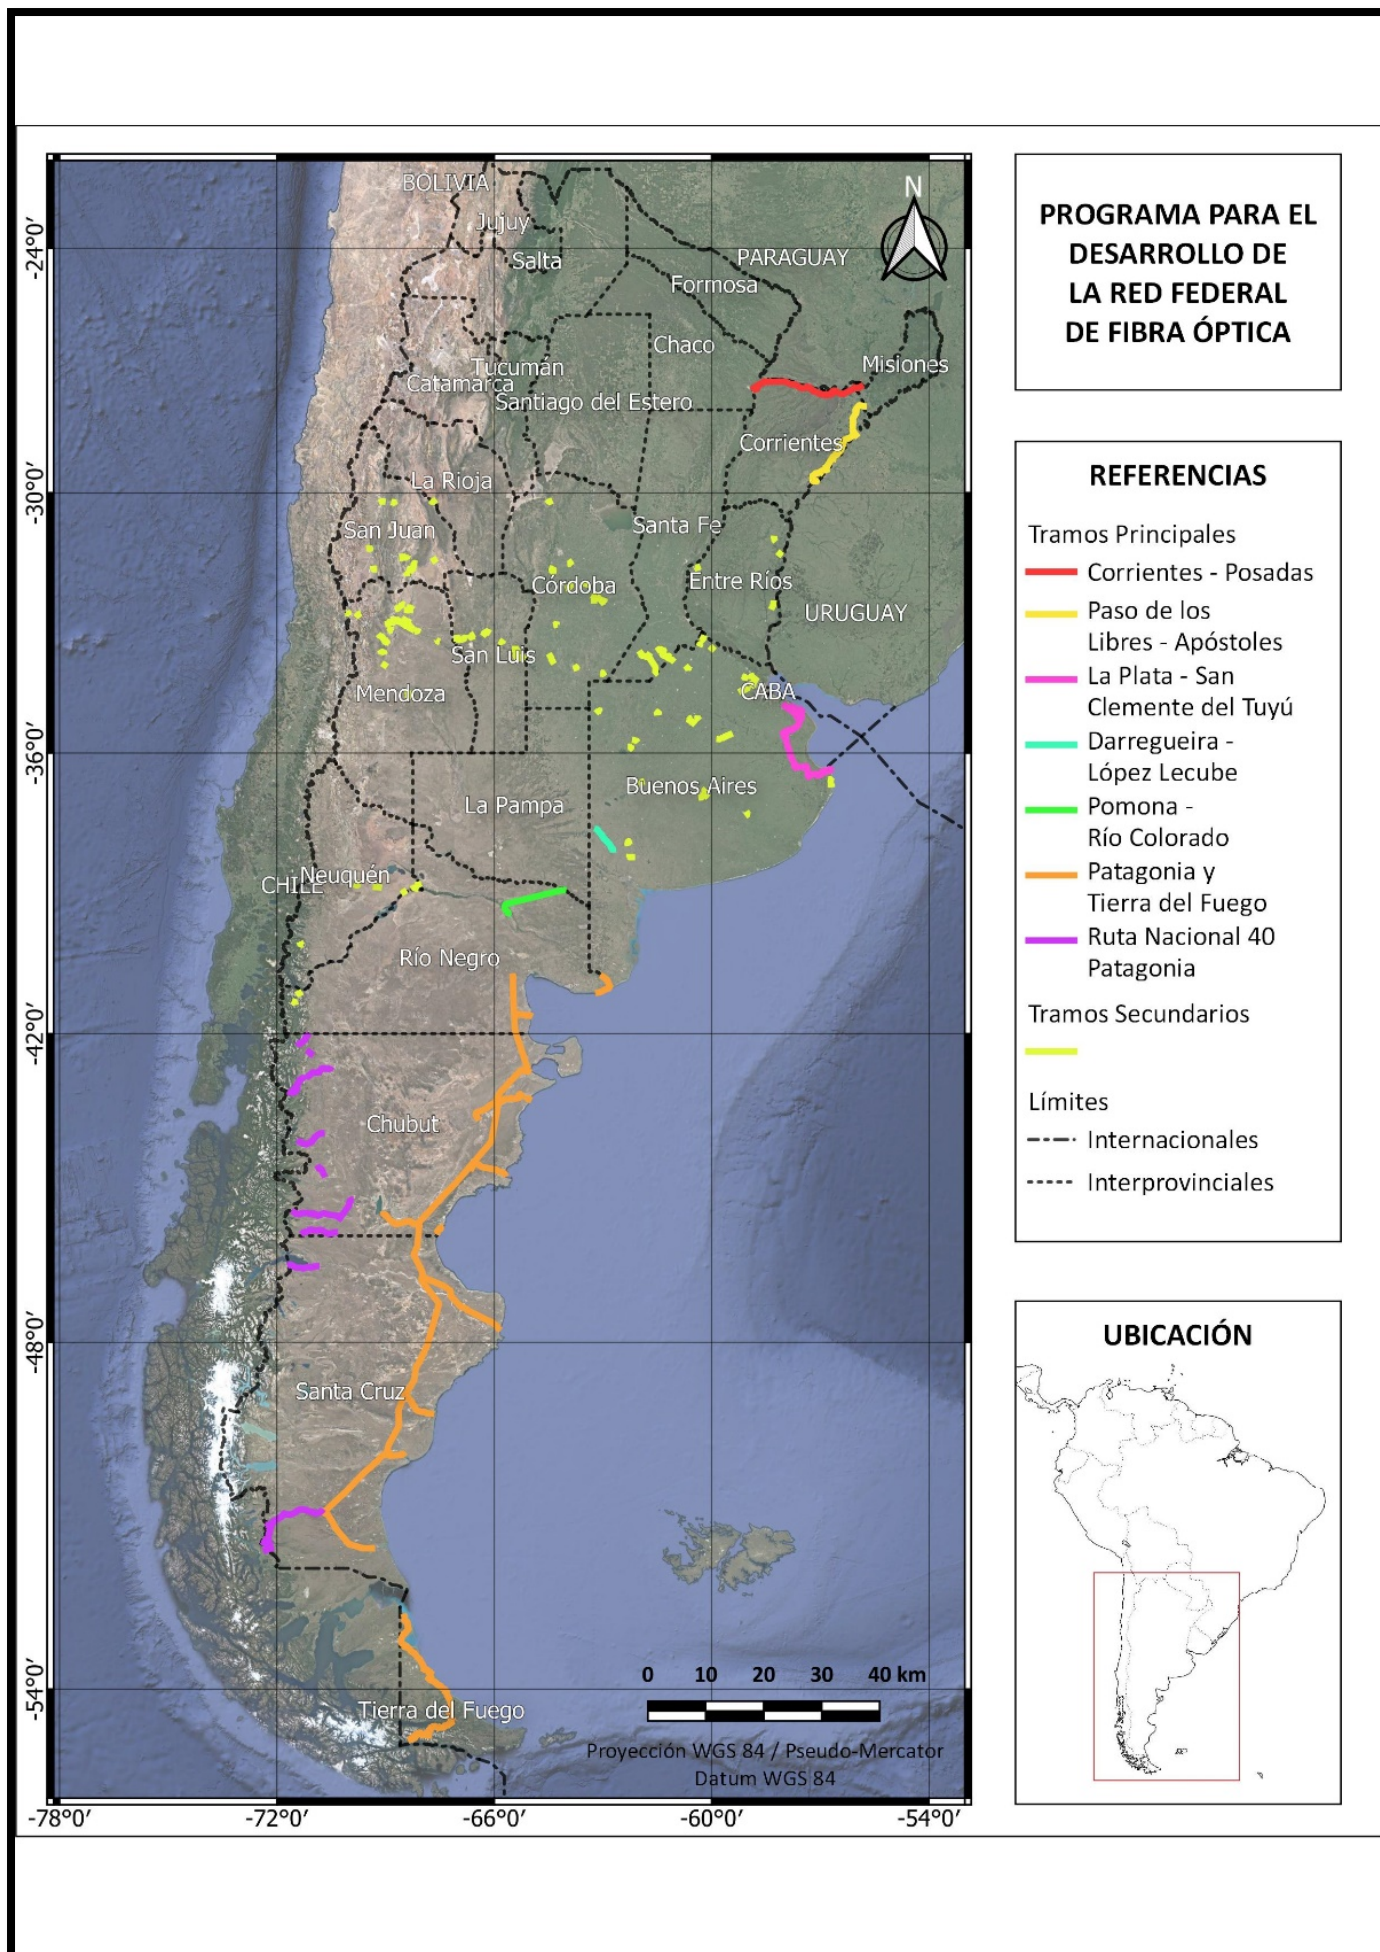 PROGRAMA PARA EL
DESARROLLO DE
LA RED FEDERAL
DE FIBRA ÓPTICA
REFERENCIAS
Tramos Principales
Corrientes - Posadas
Paso de los
Libres - Apóstoles
La Plata - San
Clemente del Tuyú
Darregueira -
López Lecube
Pomona -
Río Colorado
Patagonia y
Tierra del Fuego
Ruta Nacional 40
Patagonia
Tramos Secundarios
Límites
Internacionales
Interprovinciales
UBICACIÓN
N
BOLIVIA
Jujuy
Salta
PARAGUAY
Formosa
Chaco
Misiones
Tucumán
Catamarca
Santiago del Estero
Corrientes
La Rioja
San Juan
Santa Fe
Córdoba
Entre Ríos
URUGUAY
San Luis
Mendoza
CABA
Buenos Aires
La Pampa
Neuquén
CHILE
Río Negro
Chubut
Santa Cruz
Tierra del Fuego
0 10 20 30 40 km
Proyección WGS 84 / Pseudo-Mercator
Datum WGS 84
-24°0′
-30°0′
-36°0′
-42°0′
-48°0′
-54°0′
-78°0′ -72°0′ -66°0′ -60°0′ -54°0′